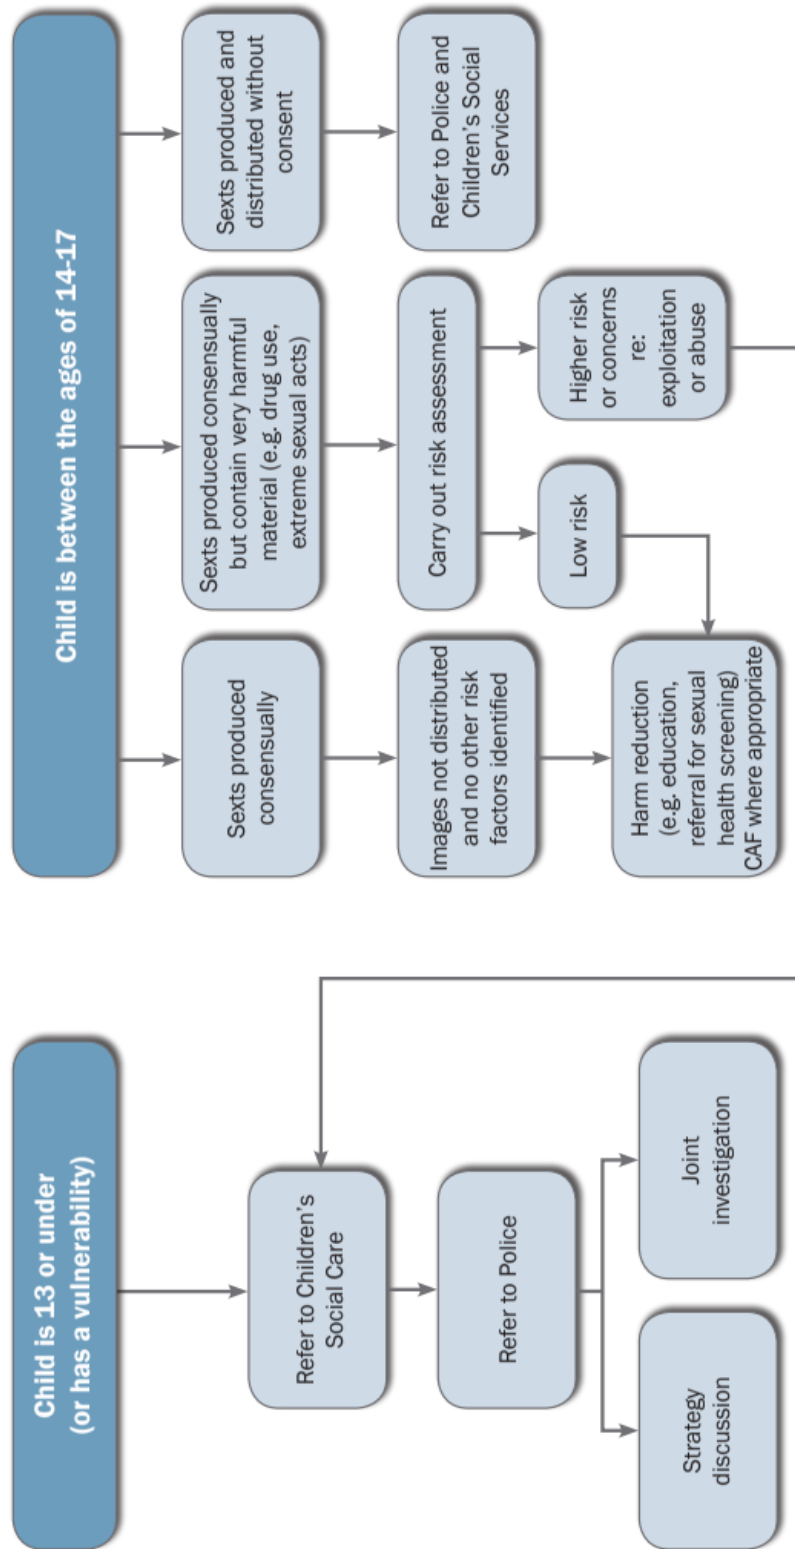 Child is 13 or under
(or has a vulnerability)
Refer to Children's
Social Care
Refer to Police
Strategy
discussion
Joint
investigation
Child is between the ages of 14-17
Sexts produced
consensually
Images not distributed
and no other risk
factors identified
Harm reduction
(e.g. education,
referral for sexual
health screening)
CAF where appropriate
Sexts produced consensually
but contain very harmful
material (e.g. drug use,
extreme sexual acts)
Carry out risk assessment
Low risk
Higher risk
or concerns
re:
exploitation
or abuse
Sexts produced and
distributed without
consent
Refer to Police and
Children's Social
Services